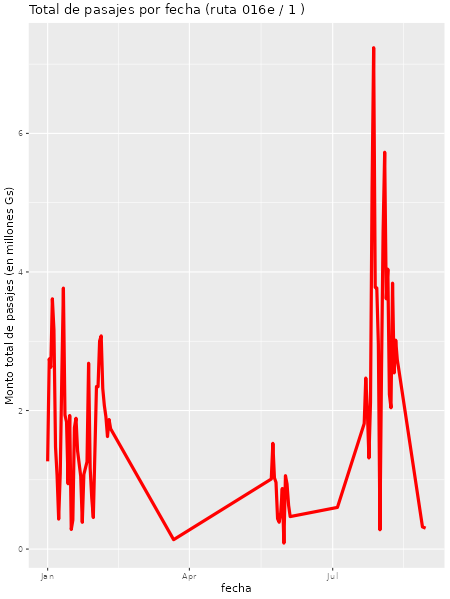 Total de pasajes por fecha (ruta 016e / 1 )
Monto total de pasajes (en millones Gs)
6
4
2
0
Jan
Apr
Jul
fecha